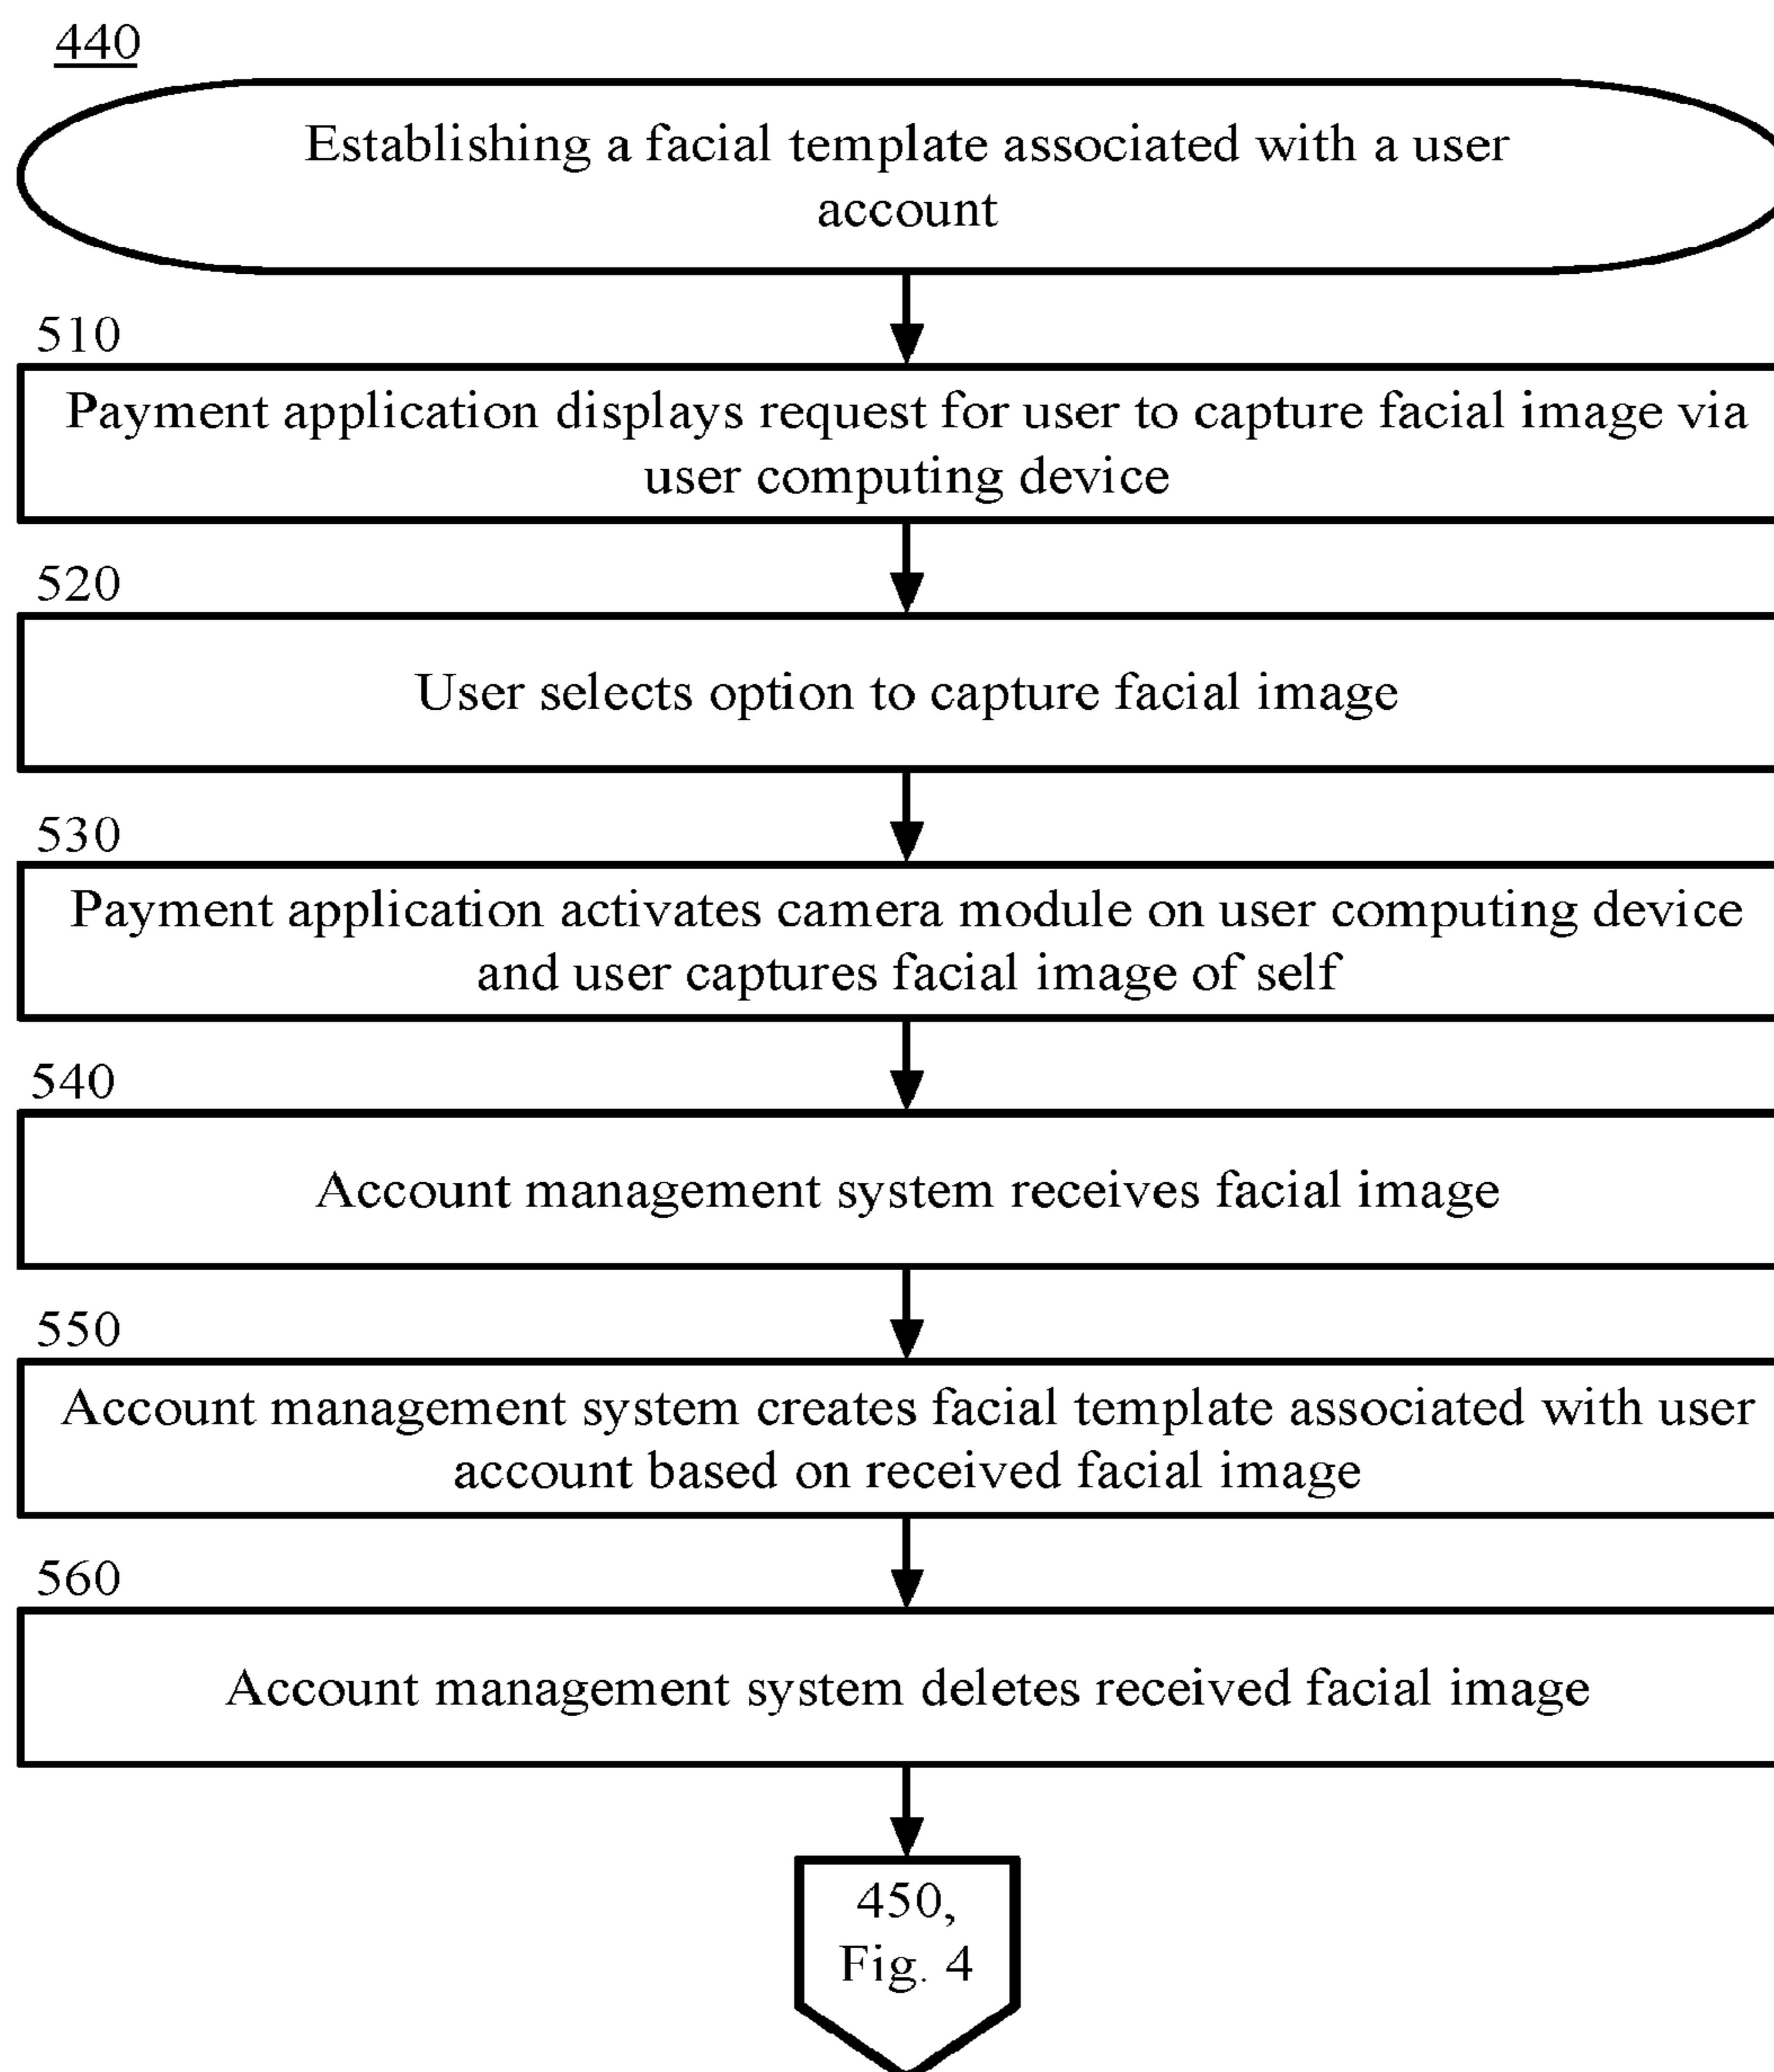 440
Establishing a facial template associated with a user
account
510
Payment application displays request for user to capture facial image via
user computing device
520
User selects option to capture facial image
530
Payment application activates camera module on user computing device
and user captures facial image of self
540
Account management system receives facial image
550
Account management system creates facial template associated with user
account based on received facial image
560
Account management system deletes received facial image
450,
Fig. 4